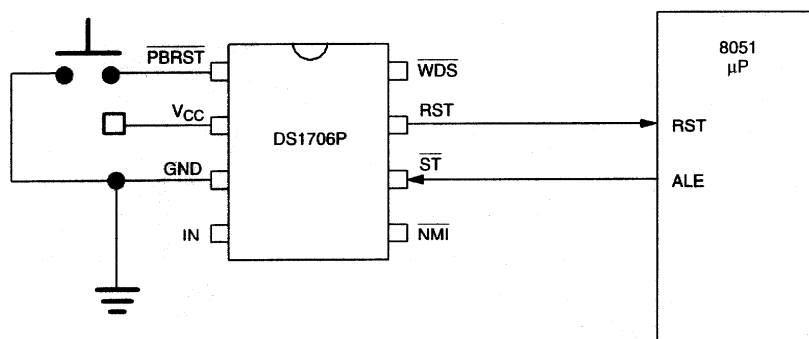 8051
μP
PBRST
WDS
VCC
RST
RST
DS1706P
GND
ST
ALE
IN
NMI